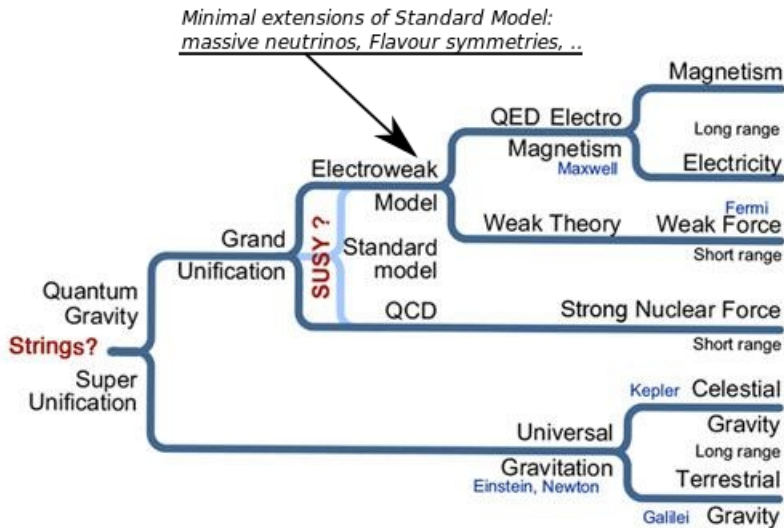 Minimal extensions of Standard Model:
massive neutrinos, Flavour symmetries, ..
Magnetism
QED Electro
Long range
Magnetism
Maxwell
Electricity
Electroweak
Model
Fermi
Weak Theory
Weak Force
Short range
SUSY ?
Grand
Unification
Standard
model
Quantum
Gravity
QCD
Strong Nuclear Force
Short range
Strings?
Super
Unification
Kepler
Celestial
Gravity
Universal
Gravitation
Einstein, Newton
Long range
Terrestrial
Galilei
Gravity